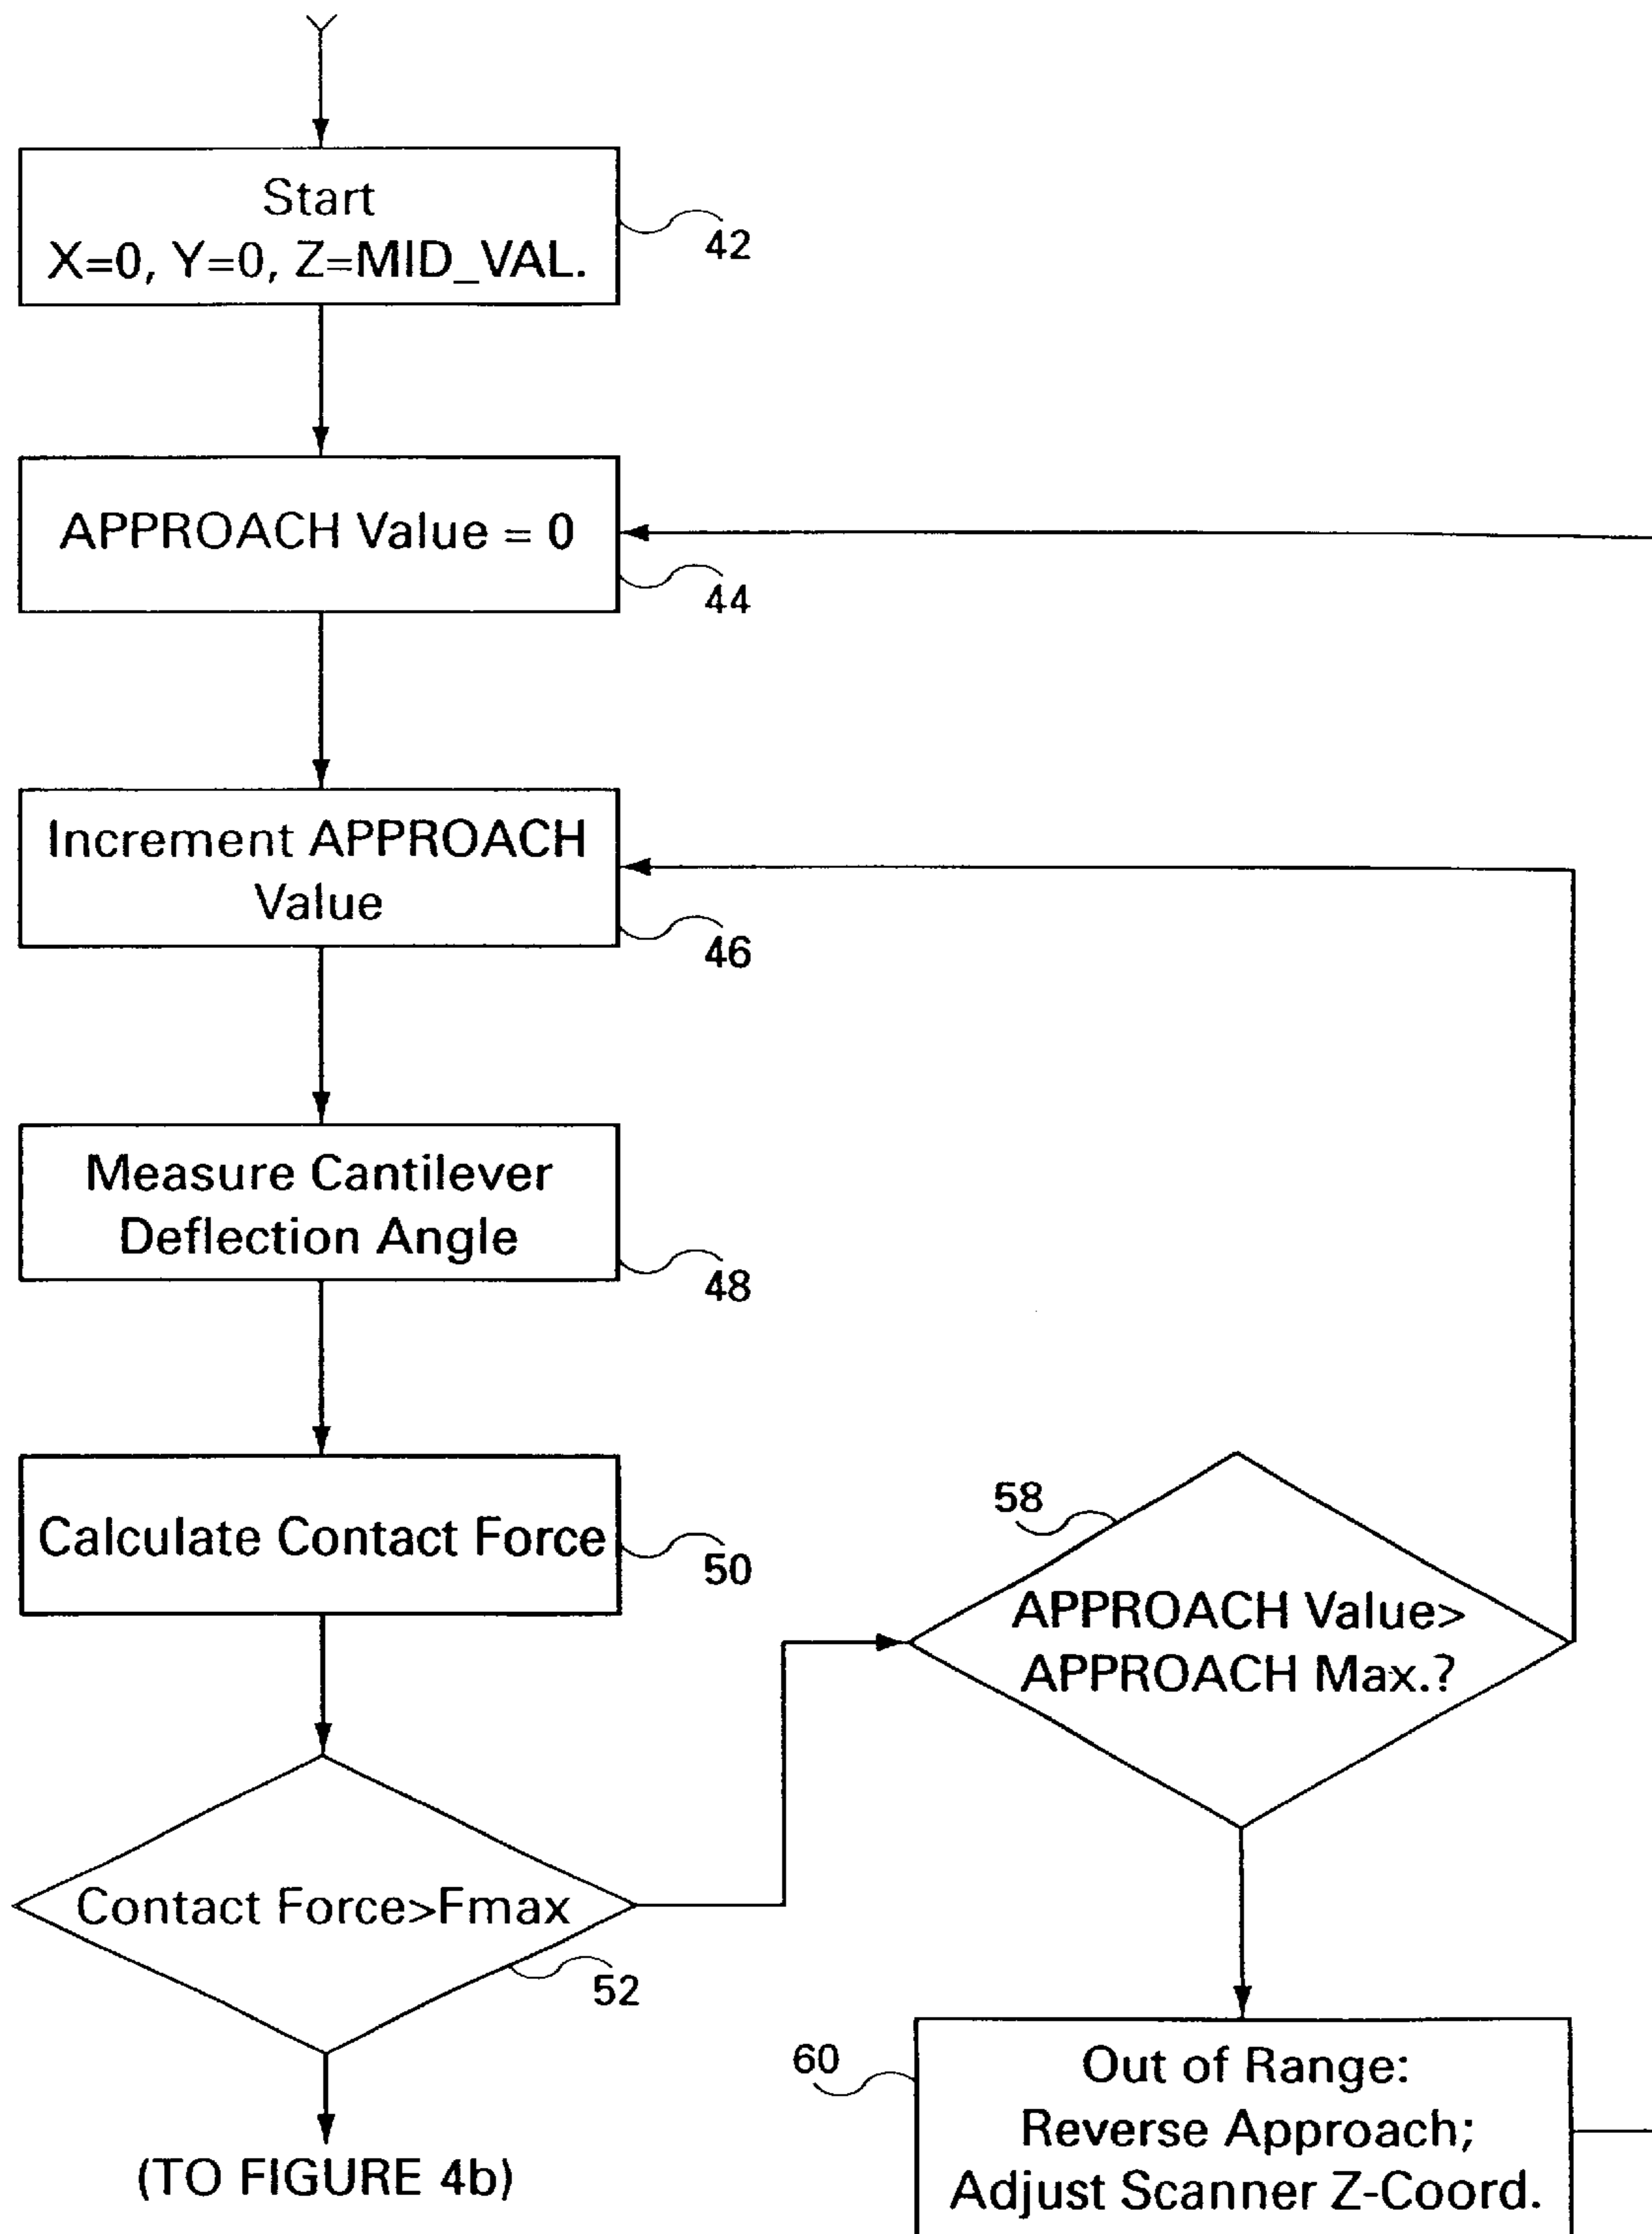 Start
X=0, Y=0, Z=MID_VAL.
42
APPROACH Value = 0
44
Increment APPROACH
Value
46
Measure Cantilever
Deflection Angle
48
Calculate Contact Force
50
58
APPROACH Value>
APPROACH Max.?
Contact Force>Fmax
52
60
Out of Range:
Reverse Approach;
Adjust Scanner Z-Coord.
(TO FIGURE 4b)